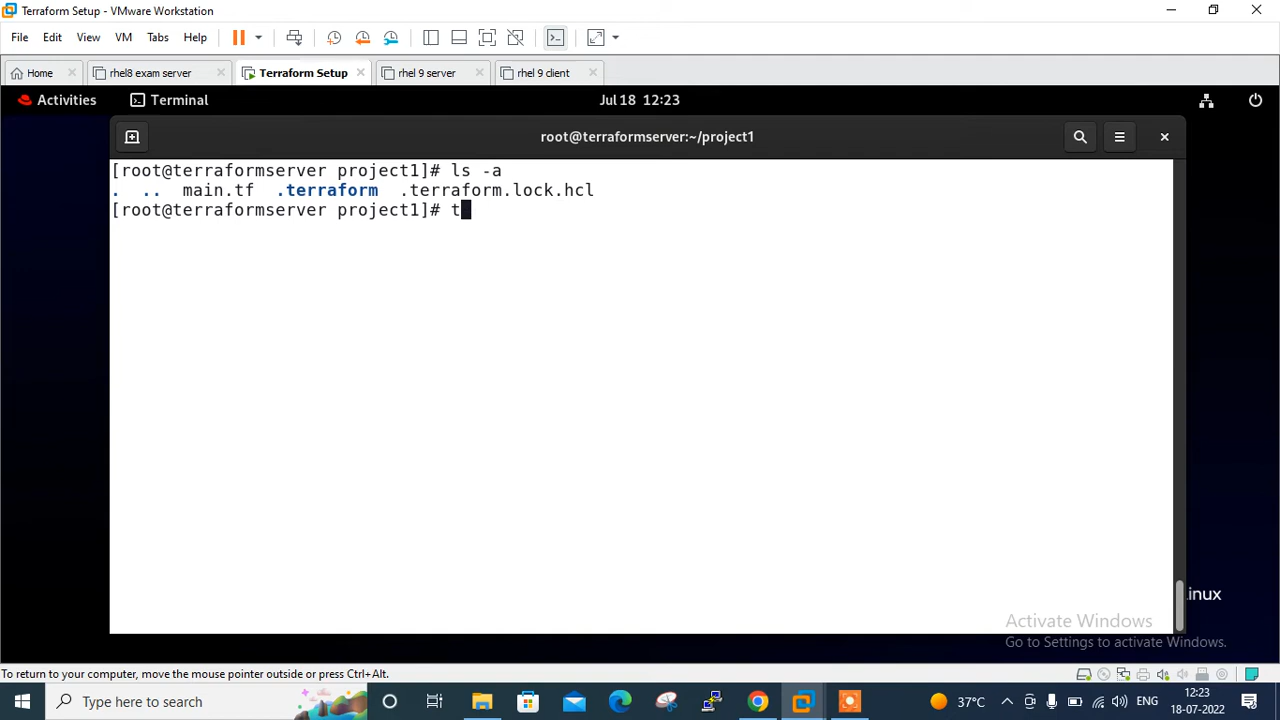 Terraform Setup - VMware Workstation
File Edit View VM Tabs Help
Home rhel8 exam server Terraform Setup rhel 9 server rhel 9 client
Activities Terminal Jul 18 12:23
root@terraformserver:~/project1
[root@terraformserver project1]# ls -a
. .. main.tf .terraform .terraform.lock.hcl
[root@terraformserver project1]# t
inux
Activate Windows
Go to Settings to activate Windows.
To return to your computer, move the mouse pointer outside or press Ctrl+Alt.
Type here to search
37°C ENG
12:23
18-07-2022